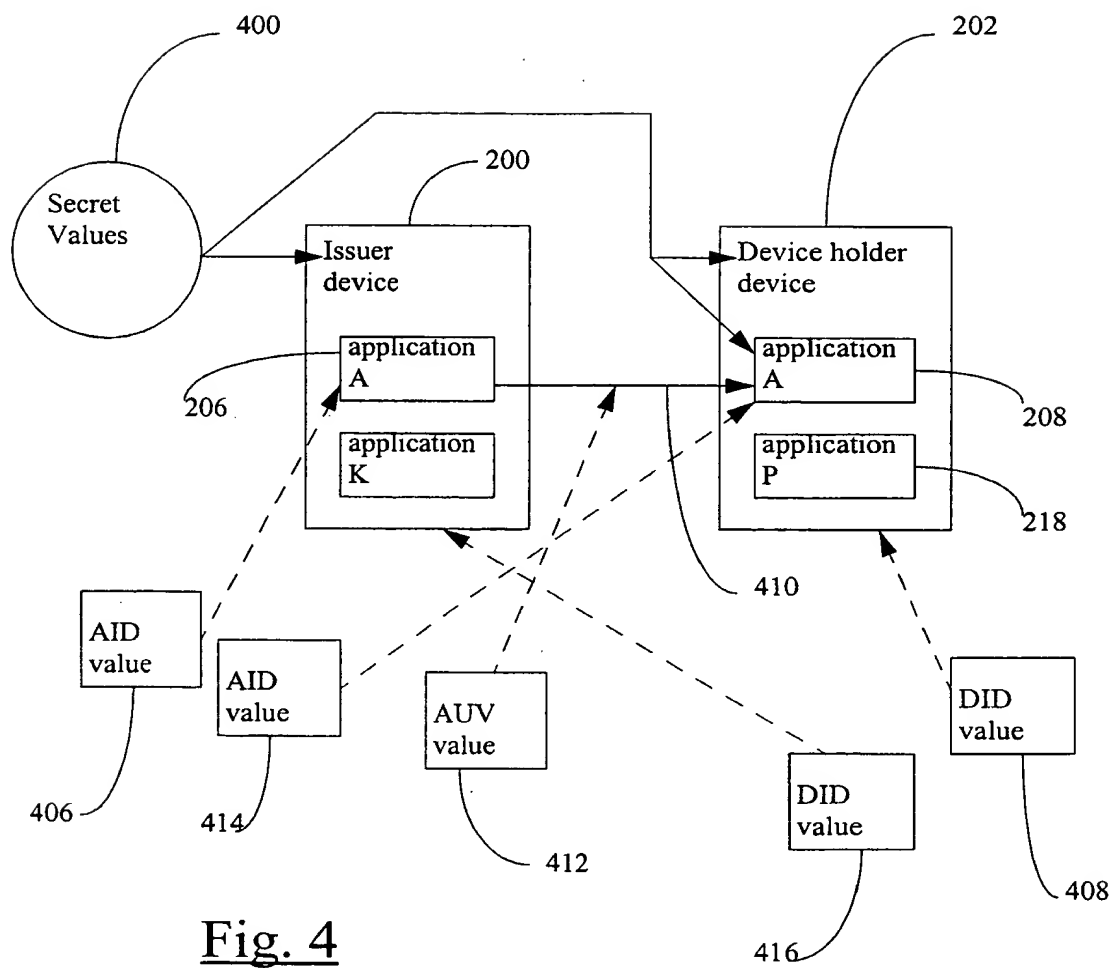 400
202
200
Secret
Values
Issuer
device
Device holder
device
application
A
application
A
206
208
application
K
application
P
218
410
AID
value
AID
value
AUV
value
DID
value
DID
value
406
414
412
408
416
Fig. 4